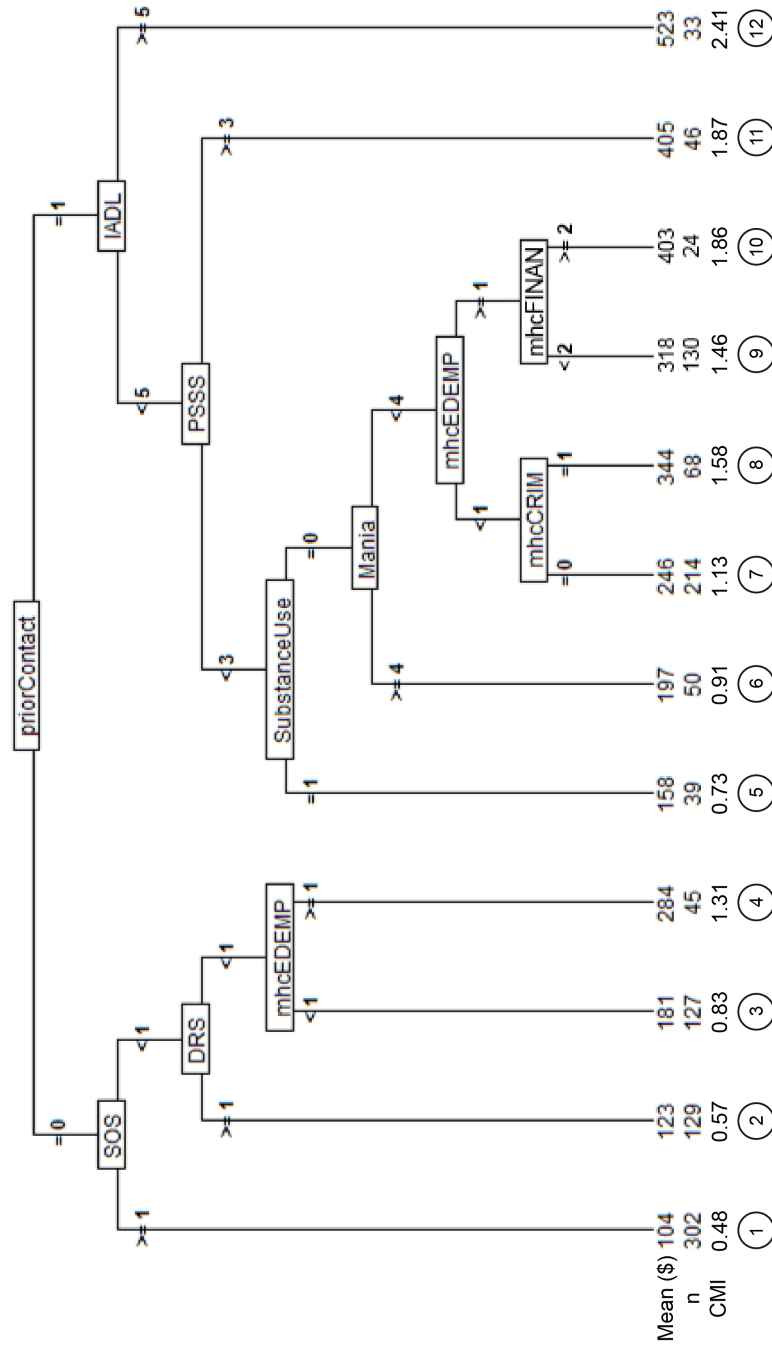 priorContact
=0
=1
SOS
IADL
>= 1
< 1
< 5
>= 5
DRS
PSSS
>= 1
< 1
< 3
>= 3
mhcEDEMP
SubstanceUse
< 1
>= 1
=1
=0
Mania
>= 4
< 4
mhcEDEMP
< 1
>= 1
mhcCRIM
mhcFINAN
=0
=1
< 2
>= 2
Mean ($) 104 123 181 284 158 197 246 344 318 403 405 523
n 302 129 127 45 39 50 214 68 130 24 46 33
CMI 0.48 0.57 0.83 1.31 0.73 0.91 1.13 1.58 1.46 1.86 1.87 2.41
1 2 3 4 5 6 7 8 9 10 11 12